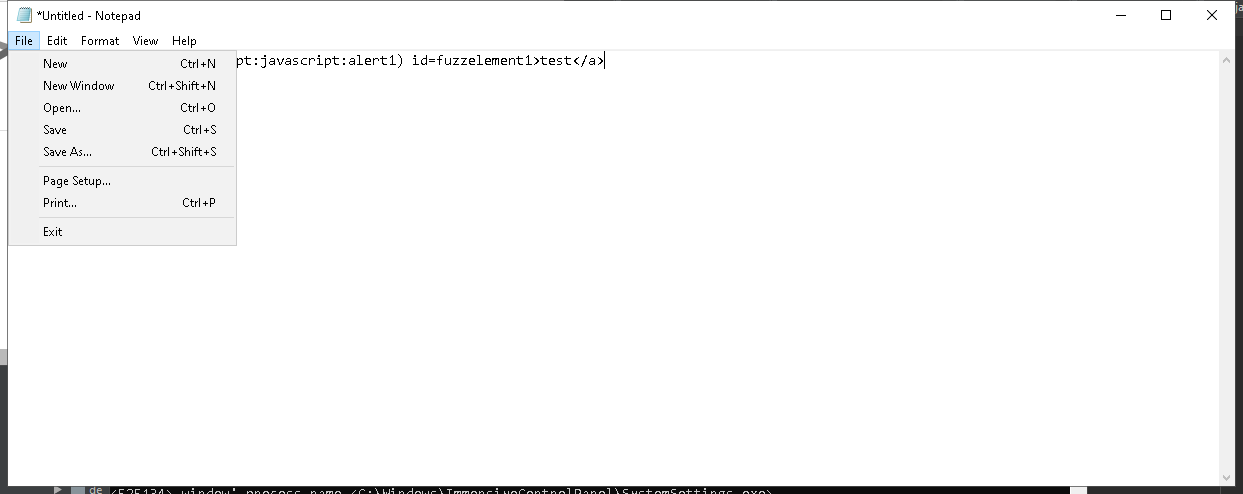 *Untitled - Notepad
File Edit Format View Help
pt:javascript:alert1) id=fuzzelement1>test</a>
New Ctrl+N
New Window Ctrl+Shift+N
Open... Ctrl+O
Save Ctrl+S
Save As... Ctrl+Shift+S
Page Setup...
Print... Ctrl+P
Exit
de <525134> window' process name <C:\Windows\ImmersiveControlPanel\SystemSettings.exe>